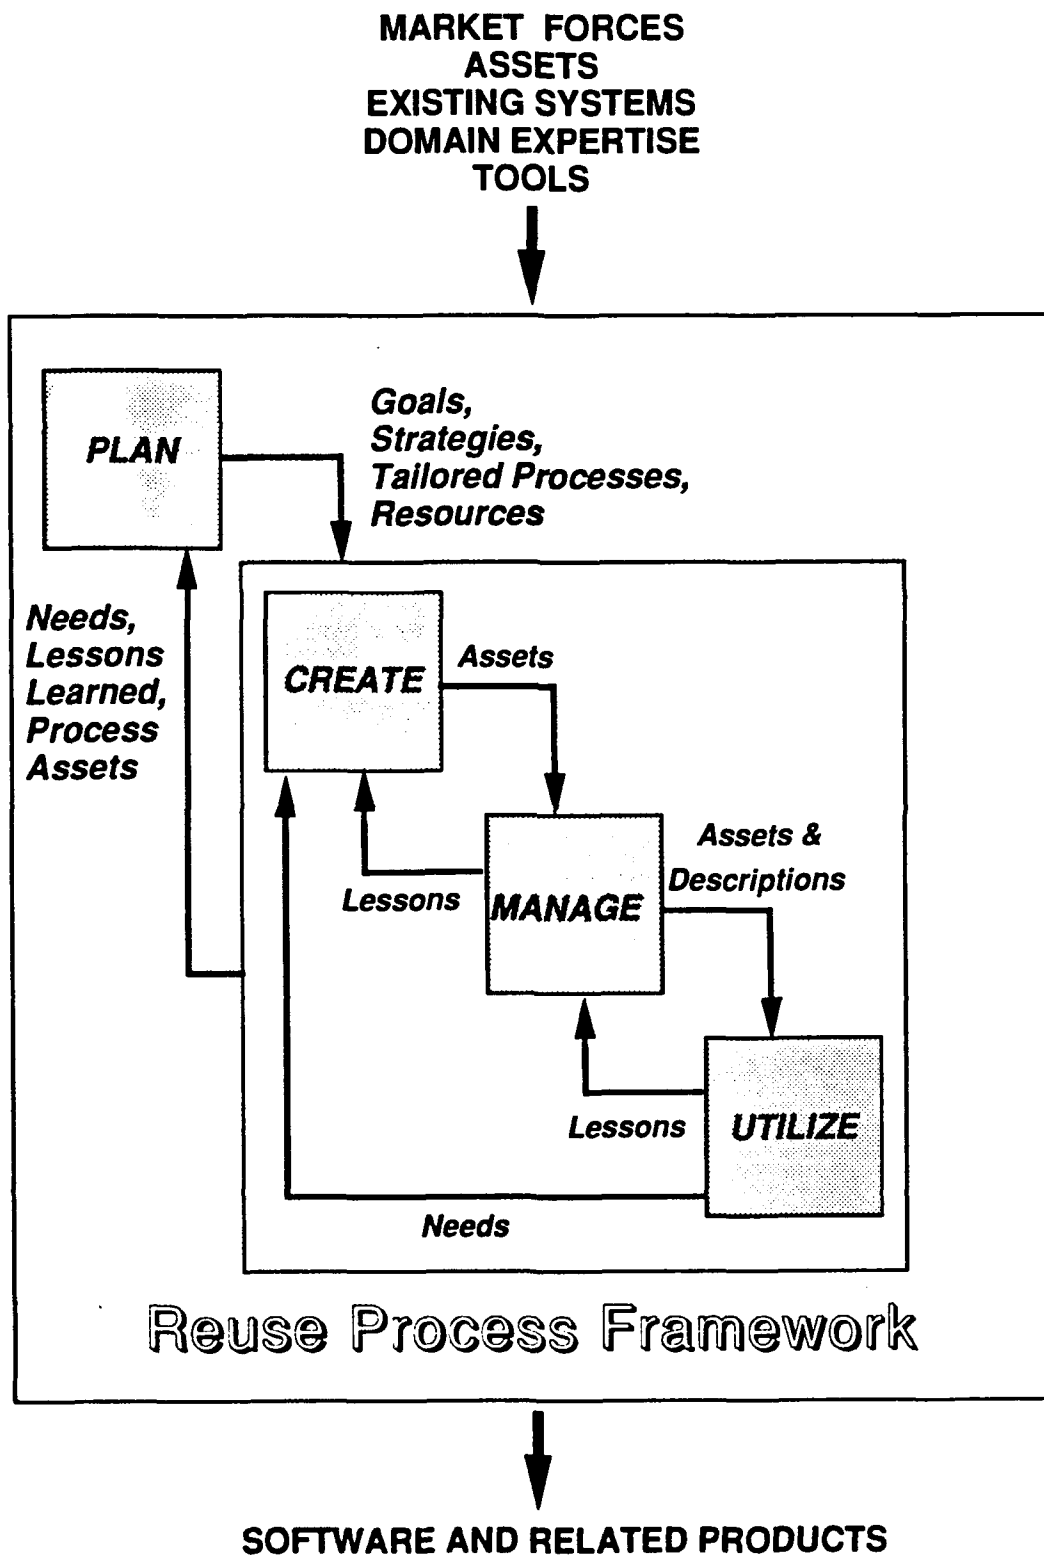 MARKET FORCES
ASSETS
EXISTING SYSTEMS
DOMAIN EXPERTISE
TOOLS
PLAN
Goals,
Strategies,
Tailored Processes,
Resources
Needs,
Lessons
Learned,
Process
Assets
CREATE
Assets
Lessons
MANAGE
Assets &
Descriptions
Lessons
UTILIZE
Needs
Reuse Process Framework
SOFTWARE AND RELATED PRODUCTS